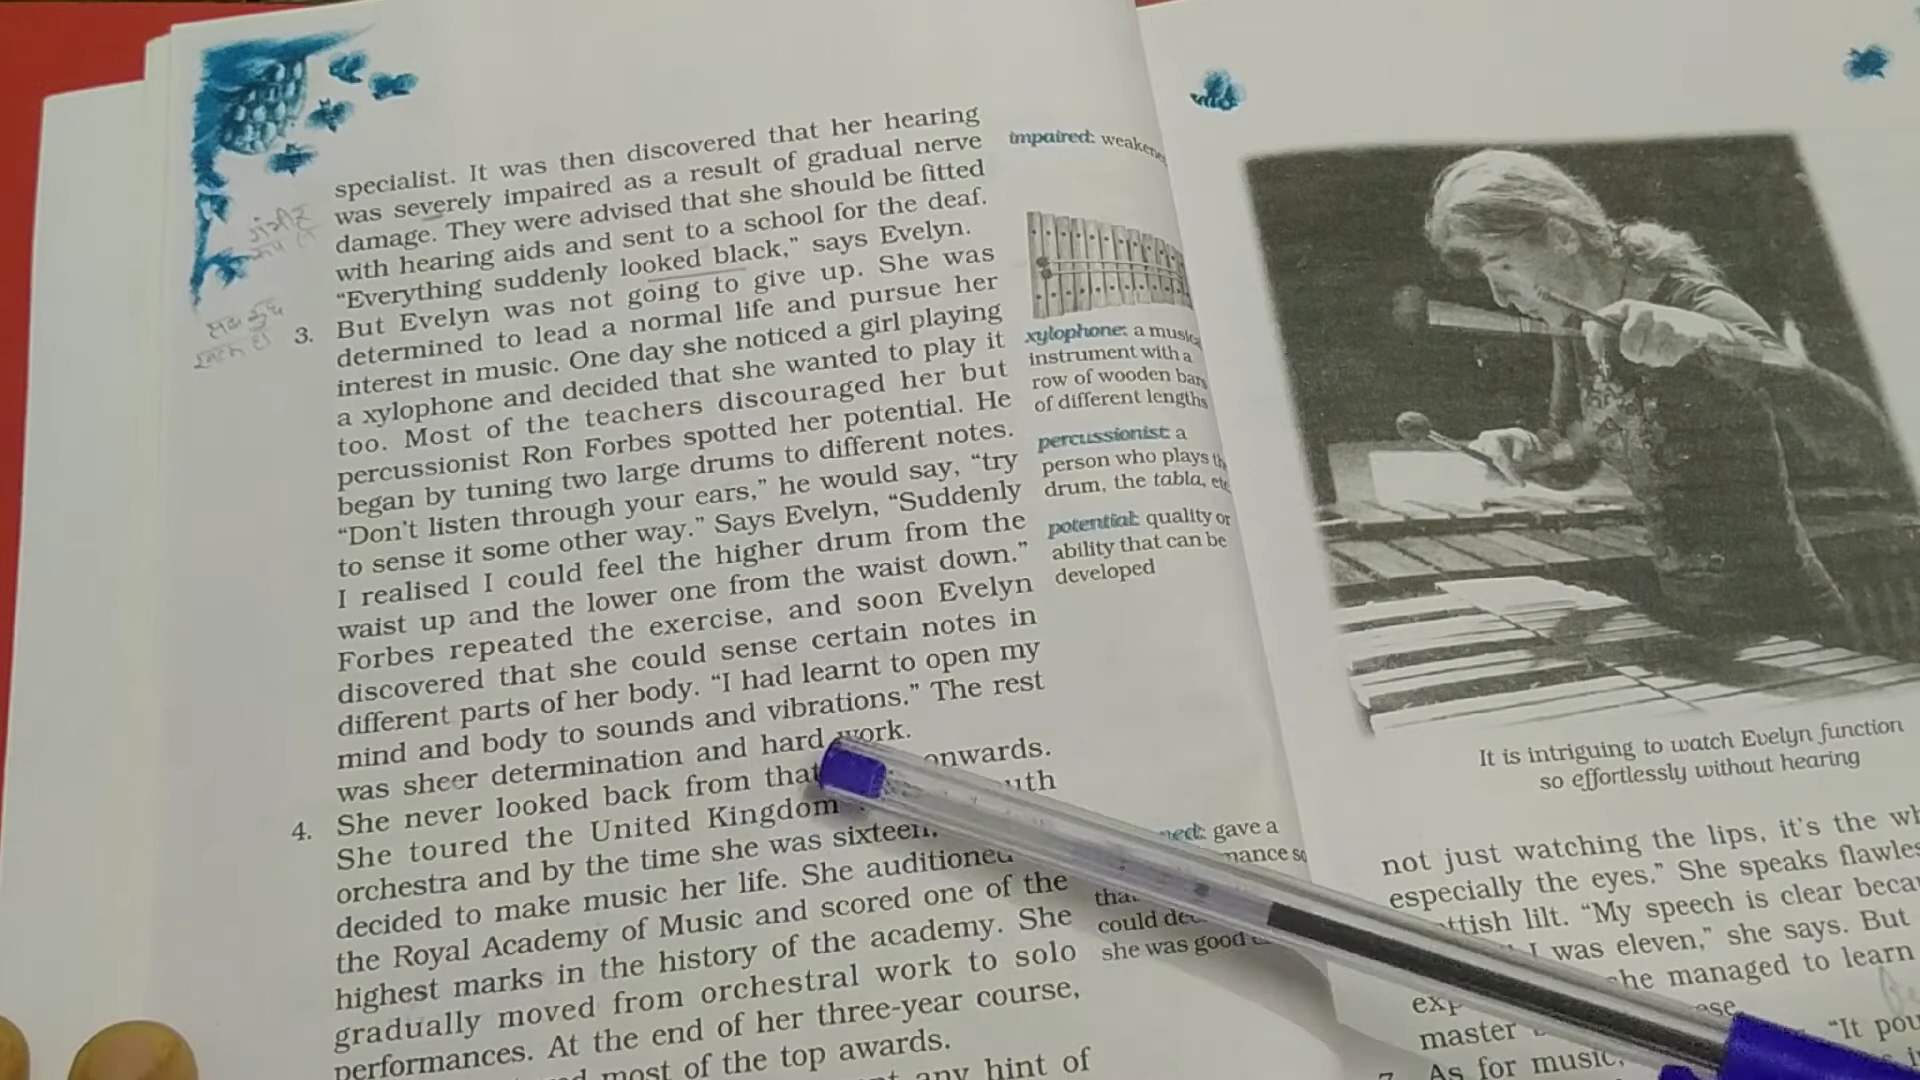 specialist. It was then discovered that her hearing
was severely impaired as a result of gradual nerve
damage. They were advised that she should be fitted
with hearing aids and sent to a school for the deaf.
“Everything suddenly looked black,” says Evelyn.
3. But Evelyn was not going to give up. She was
determined to lead a normal life and pursue her
interest in music. One day she noticed a girl playing
a xylophone and decided that she wanted to play it
too. Most of the teachers discouraged her but
percussionist Ron Forbes spotted her potential. He
began by tuning two large drums to different notes.
“Don’t listen through your ears,” he would say, “try
to sense it some other way.” Says Evelyn, “Suddenly
I realised I could feel the higher drum from the
waist up and the lower one from the waist down.”
Forbes repeated the exercise, and soon Evelyn
discovered that she could sense certain notes in
different parts of her body. “I had learnt to open my
mind and body to sounds and vibrations.” The rest
was sheer determination and hard work.
4. She never looked back from that onwards.
She toured the United Kingdom
orchestra and by the time she was sixteen,
decided to make music her life. She auditioned
the Royal Academy of Music and scored one of the
highest marks in the history of the academy. She
gradually moved from orchestral work to solo
performances. At the end of her three-year course,
most of the top awards.
any hint of
impaired:
xylophone: a
instrument with a
row of wooden bars
of different lengths
percussionist: a
person who plays
drum, the tabla,
potential: quality or
ability that can be
developed
gave a
could
she was good
It is intriguing to watch Evelyn function
so effortlessly without hearing
not just watching the lips, it’s the
especially the eyes.” She speaks
lilt. “My speech is clear
I was eleven,” she says. But
she managed to learn
master
“It
7. As for music,